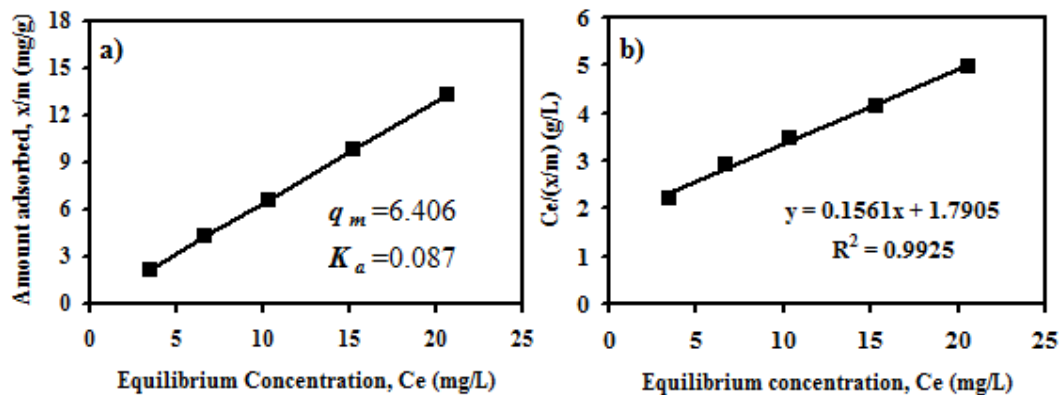 a)
Amount adsorbed, x/m (mg/g)
18
15
12
9
6
3
0
q m =6.406
K a =0.087
0 5 10 15 20 25
Equilibrium Concentration, Ce (mg/L)
b)
Ce/(x/m) (g/L)
6
5
4
3
2
1
0
y = 0.1561x + 1.7905
R² = 0.9925
0 5 10 15 20 25
Equilibrium concentration, Ce (mg/L)